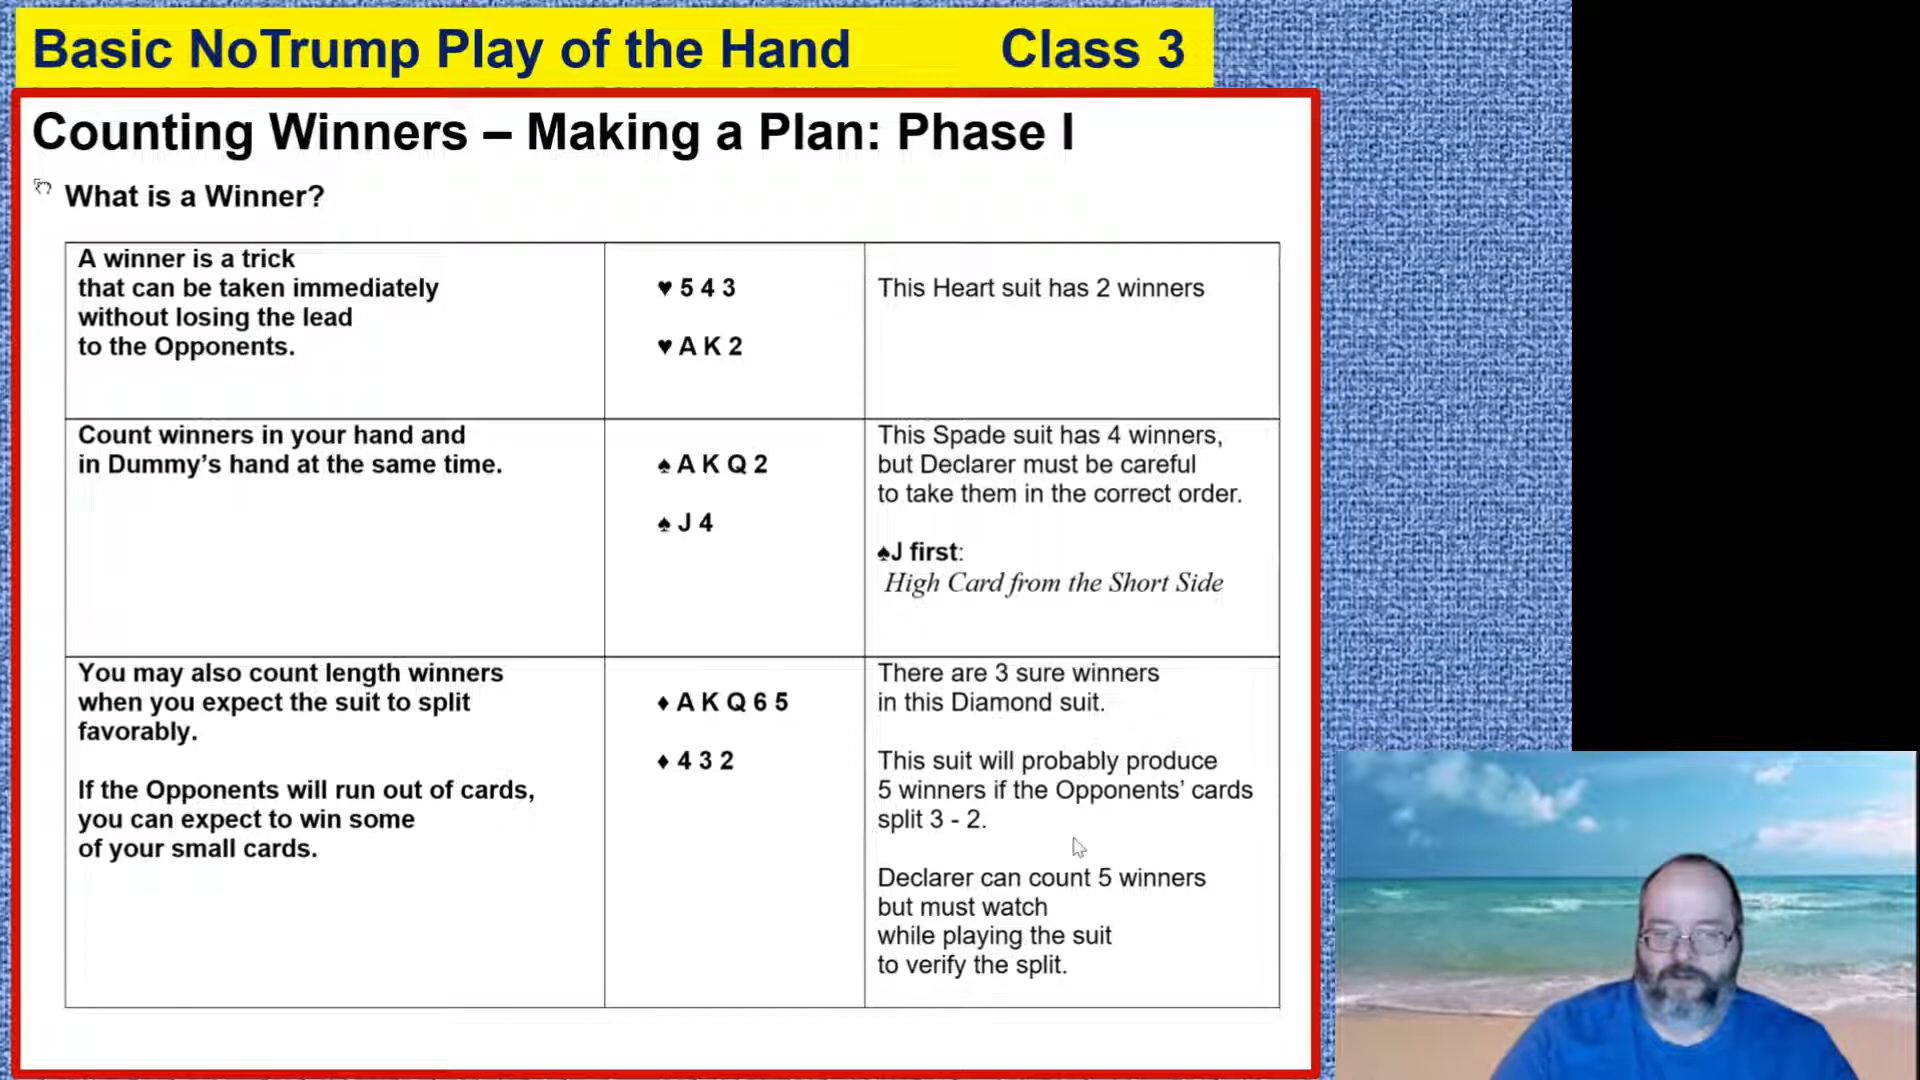 Basic NoTrump Play of the Hand Class 3
Counting Winners – Making a Plan: Phase I
What is a Winner?
A winner is a trick
that can be taken immediately
without losing the lead
to the Opponents.
♥ 5 4 3
♥ A K 2
This Heart suit has 2 winners
Count winners in your hand and
in Dummy’s hand at the same time.
♠ A K Q 2
♠ J 4
This Spade suit has 4 winners,
but Declarer must be careful
to take them in the correct order.
♠J first:
High Card from the Short Side
You may also count length winners
when you expect the suit to split
favorably.
If the Opponents will run out of cards,
you can expect to win some
of your small cards.
♦ A K Q 6 5
♦ 4 3 2
There are 3 sure winners
in this Diamond suit.
This suit will probably produce
5 winners if the Opponents’ cards
split 3 - 2.
Declarer can count 5 winners
but must watch
while playing the suit
to verify the split.